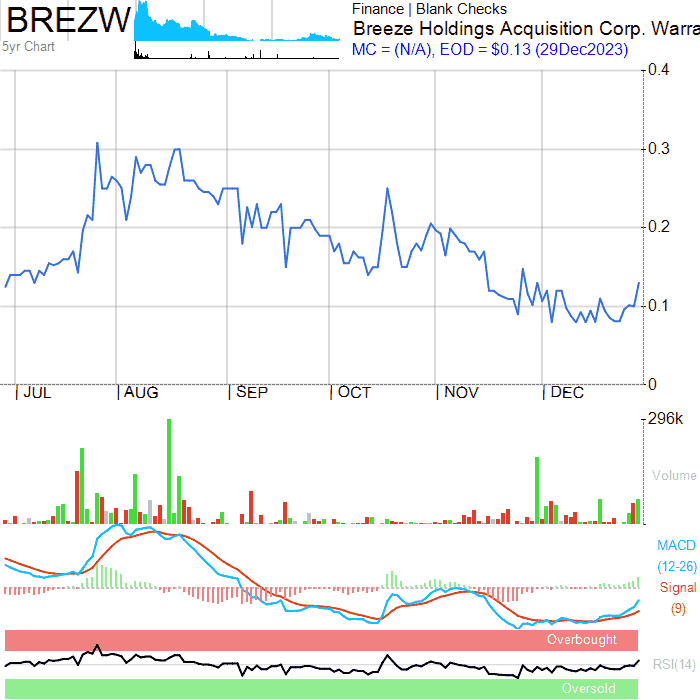 BREZW
5yr Chart
Finance | Blank Checks
Breeze Holdings Acquisition Corp. Warra
MC = (N/A), EOD = $0.13 (29Dec2023)
0.4
0.3
0.2
0.1
0
| JUL | AUG | SEP | OCT | NOV | DEC
296k
Volume
MACD
(12-26)
Signal
(9)
Overbought
RSI(14)
Oversold